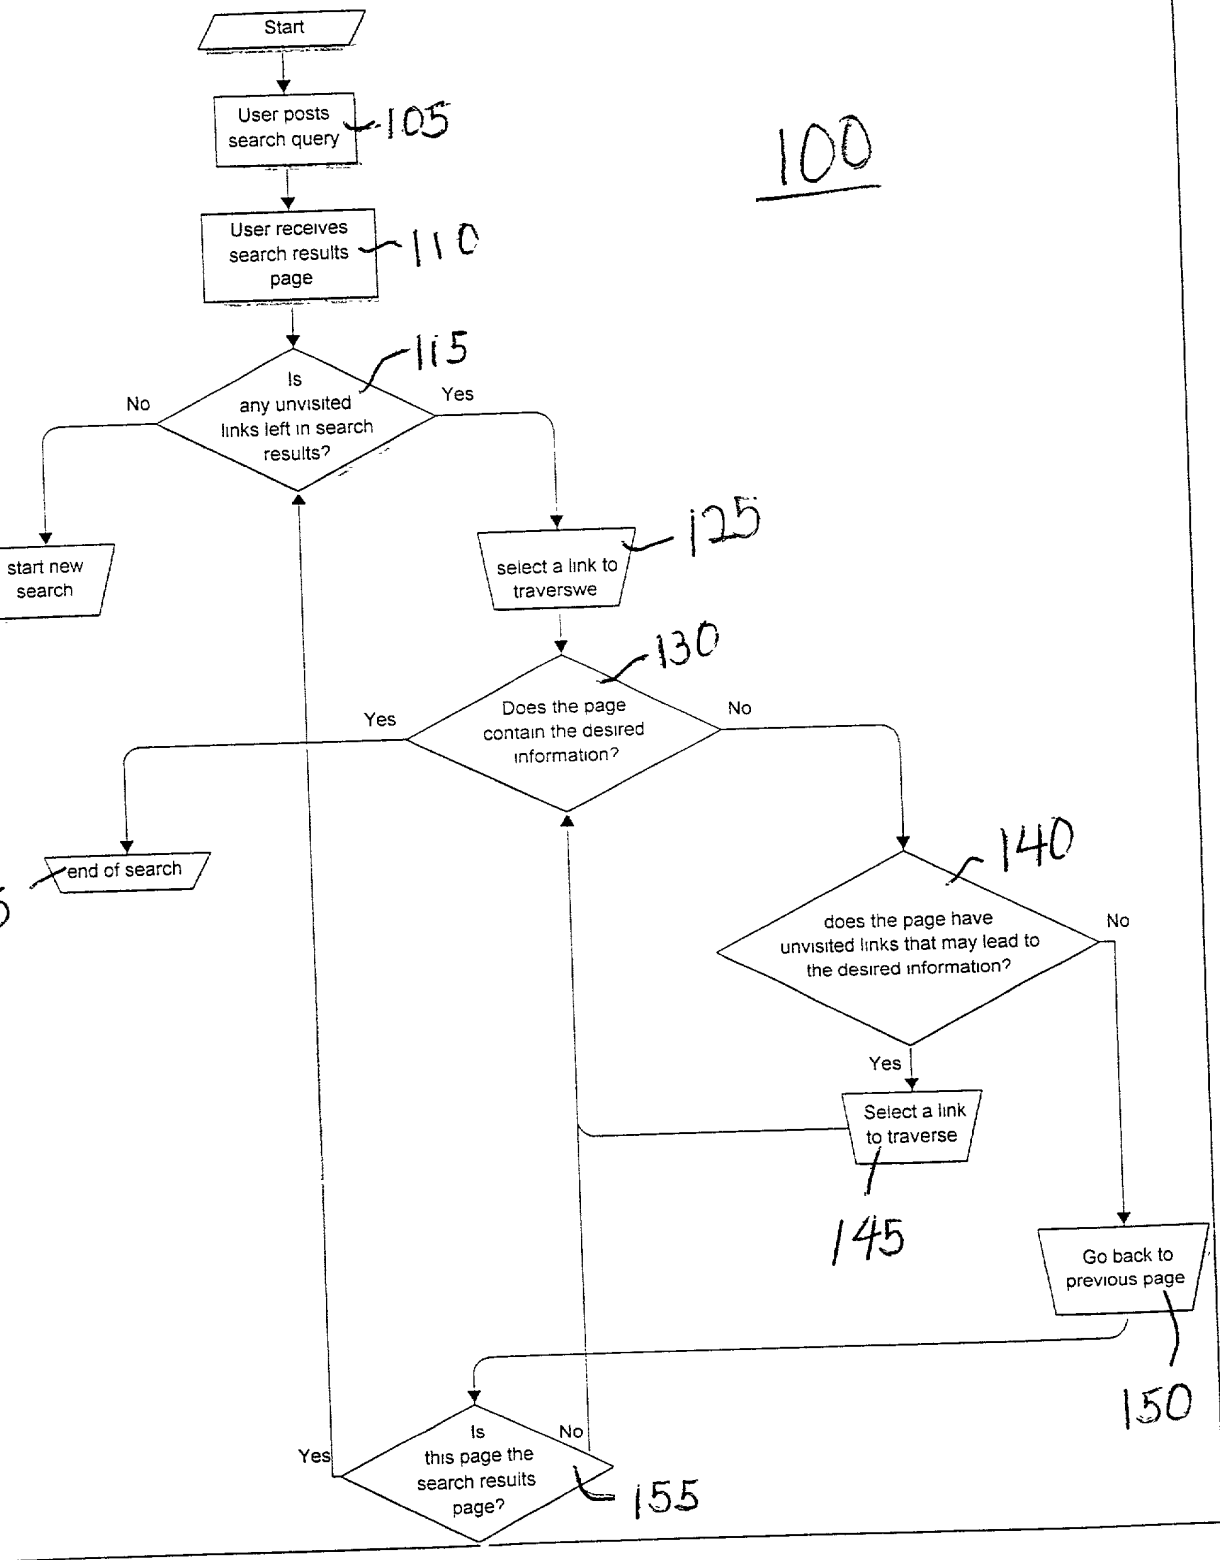 Start
User posts
search query
105
100
User receives
search results
page
110
115
Is
any unvisited
links left in search
results?
No
Yes
125
start new
search
select a link to
traverswe
130
Does the page
contain the desired
information?
Yes
No
end of search
140
does the page have
unvisited links that may lead to
the desired information?
No
Yes
Select a link
to traverse
145
Go back to
previous page
150
Is
this page the
search results
page?
Yes
No
155